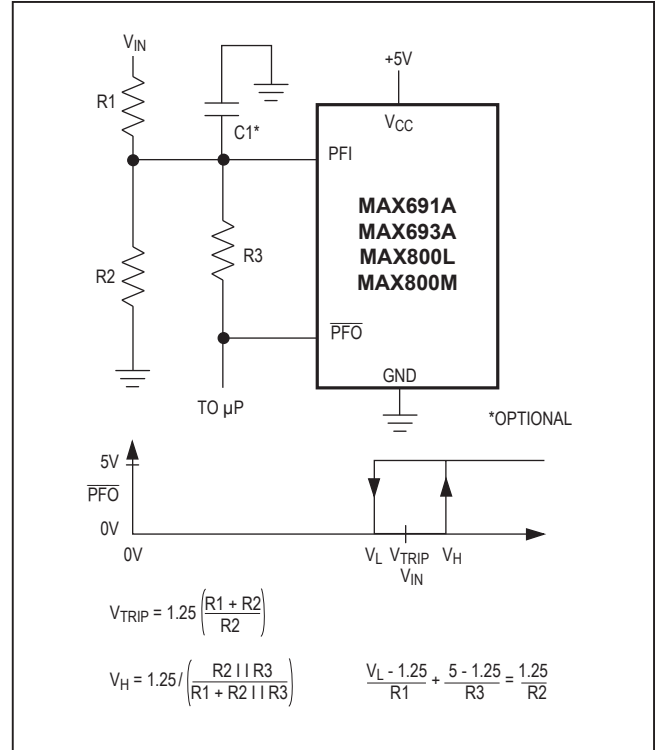 V_IN
R1
C1*
+5V
V_CC
PFI
MAX691A
MAX693A
MAX800L
MAX800M
R2
R3
P̅F̅O̅
GND
TO µP
*OPTIONAL
5V
P̅F̅O̅
0V
0V
V_L V_TRIP V_H
V_IN
V_TRIP = 1.25 ((R1 + R2)/R2)
V_H = 1.25/((R2 I I R3)/(R1 + R2 I I R3))
(V_L - 1.25)/R1 + (5 - 1.25)/R3 = 1.25/R2